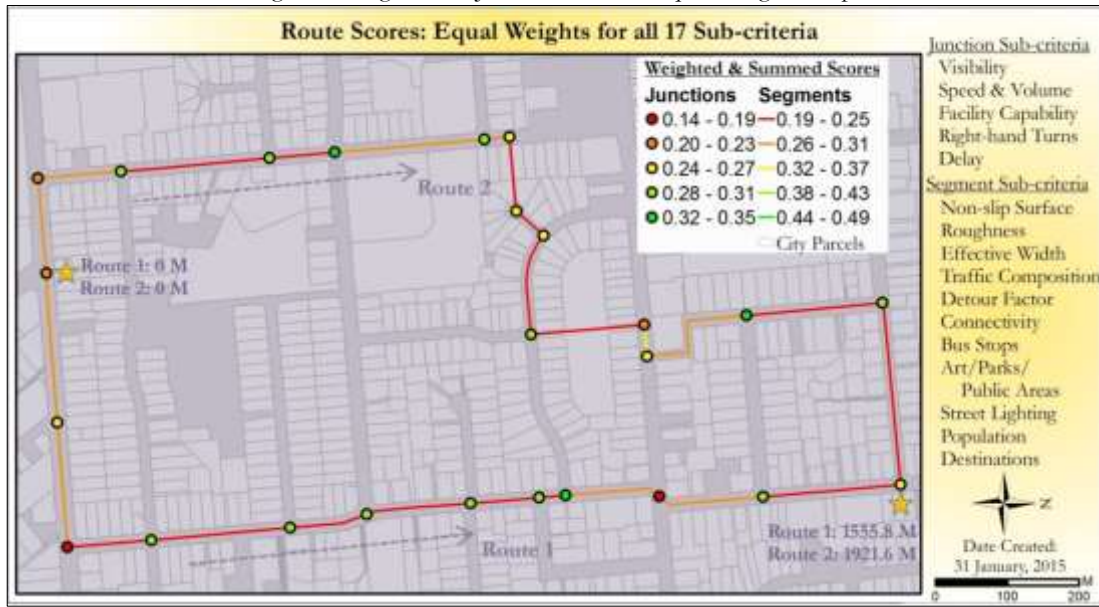 Route Scores: Equal Weights for all 17 Sub-criteria
Weighted & Summed Scores
Junctions Segments
0.14 - 0.19 0.19 - 0.25
0.20 - 0.23 0.26 - 0.31
0.24 - 0.27 0.32 - 0.37
0.28 - 0.31 0.38 - 0.43
0.32 - 0.35 0.44 - 0.49
City Parcels
Route 2
Route 1: 0 M
Route 2: 0 M
Route 1
Route 1: 1555.8 M
Route 2: 1921.6 M
Junction Sub-criteria
Visibility
Speed & Volume
Facility Capability
Right-hand Turns
Delay
Segment Sub-criteria
Non-slip Surface
Roughness
Effective Width
Traffic Composition
Detour Factor
Connectivity
Bus Stops
Art/Parks/
Public Areas
Street Lighting
Population
Destinations
N
Date Created:
31 January, 2015
M
0 100 200